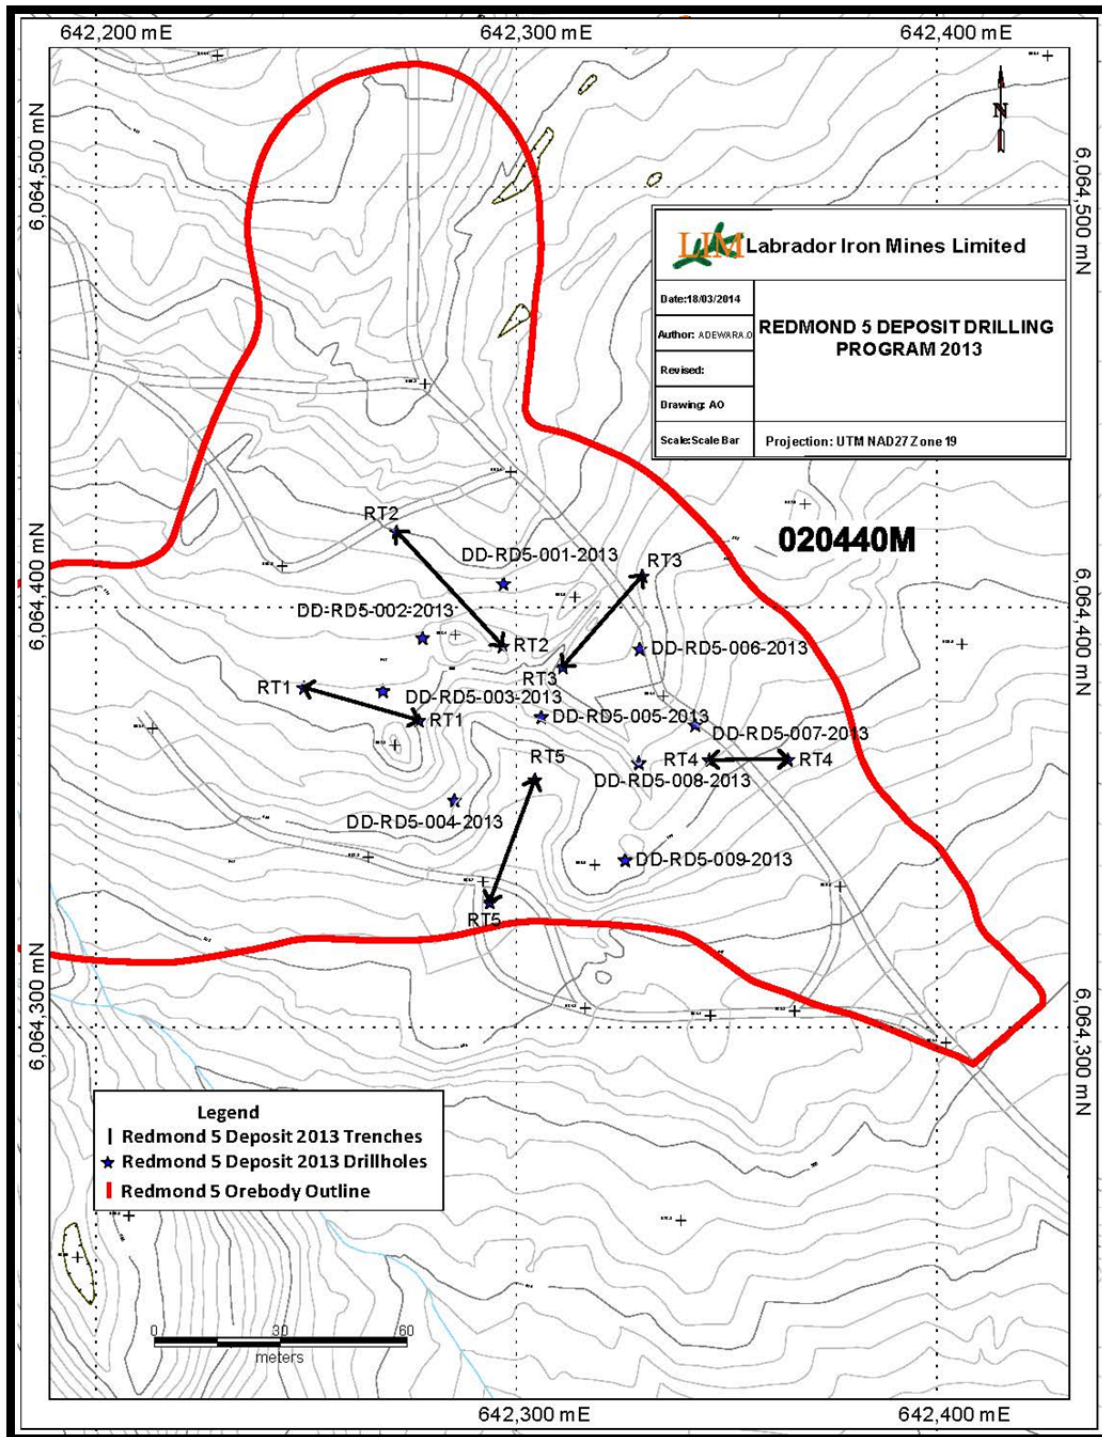 642,200 mE
642,300 mE
642,400 mE
N
6,064,500 mN
6,064,500 mN
LIM Labrador Iron Mines Limited
Date:18/03/2014
Author: ADEWARA.O
Revised:
Drawing: AO
Scale:Scale Bar
REDMOND 5 DEPOSIT DRILLING
PROGRAM 2013
Projection: UTM NAD27 Zone 19
RT2
020440M
DD-RD5-001-2013
RT3
6,064,400 mN
6,064,400 mN
DD-RD5-002-2013
RT2
DD-RD5-006-2013
RT3
RT1
DD-RD5-003-2013
RT1
DD-RD5-005-2013
DD-RD5-007-2013
RT5
RT4
RT4
DD-RD5-008-2013
DD-RD5-004-2013
DD-RD5-009-2013
RT5
6,064,300 mN
6,064,300 mN
Legend
Redmond 5 Deposit 2013 Trenches
Redmond 5 Deposit 2013 Drillholes
Redmond 5 Orebody Outline
0 30 60
meters
642,300 mE
642,400 mE